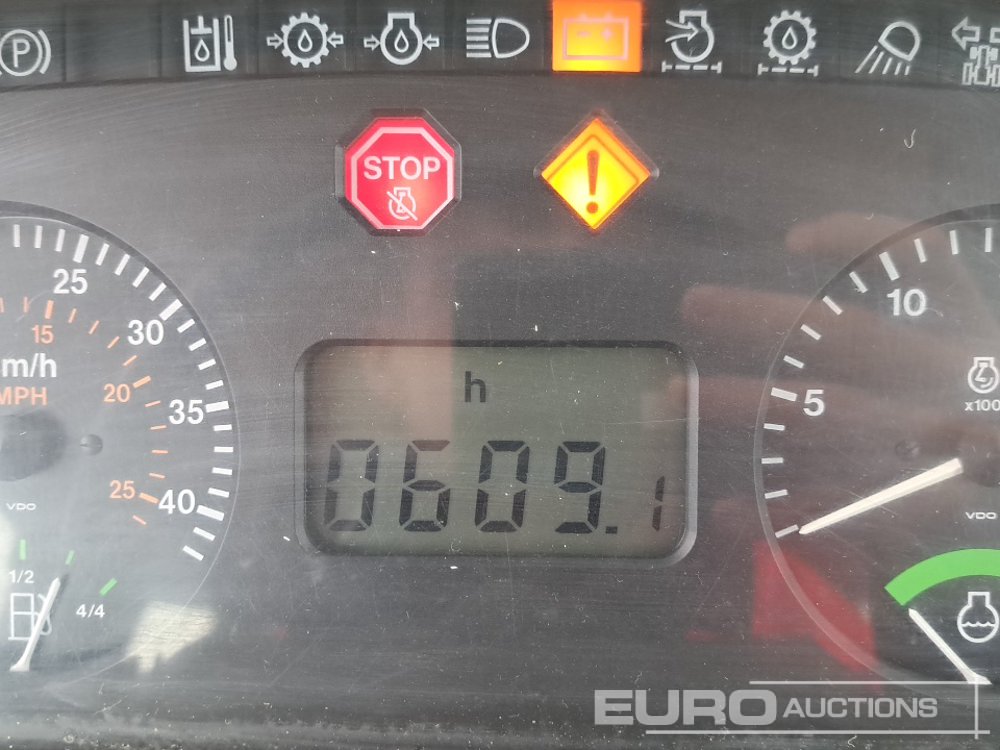 P
STOP
25
30
35
40
15
20
25
m/h
MPH
VDO
1/2
4/4
h
0609.1
10
5
x100
VDO
EURO AUCTIONS